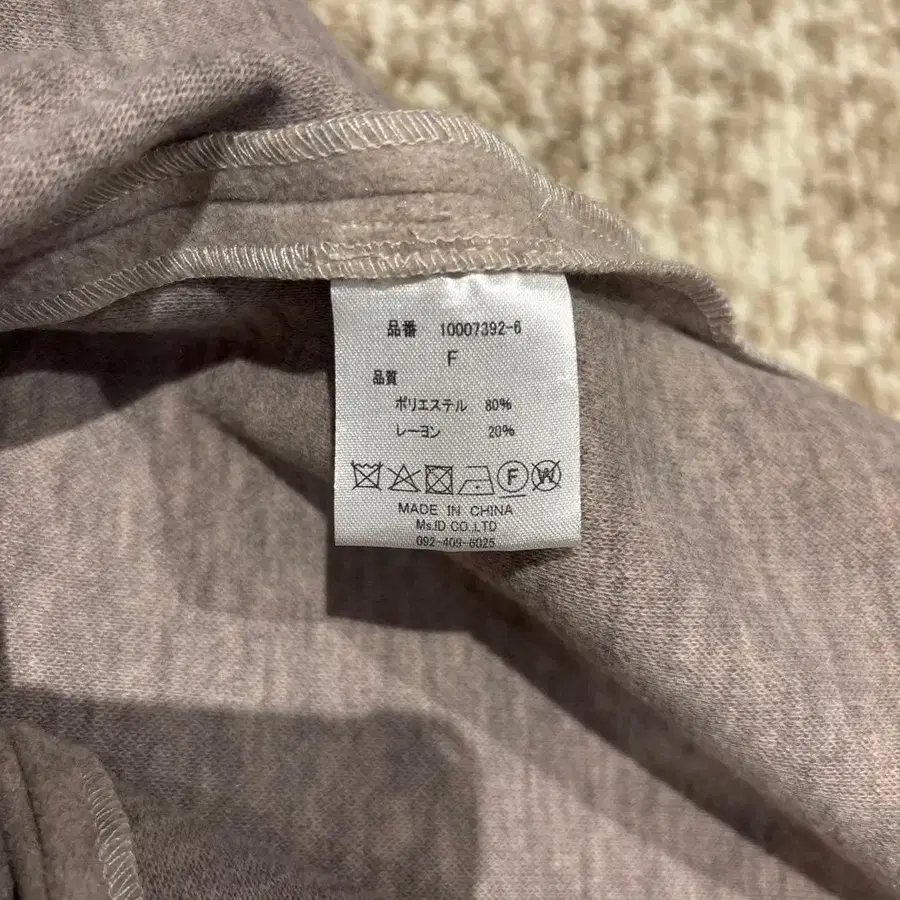 品番 10007392-6
F
品質
ポリエステル 80%
レーヨン 20%
F W
MADE IN CHINA
Ms.ID CO.,LTD
092-409-6025